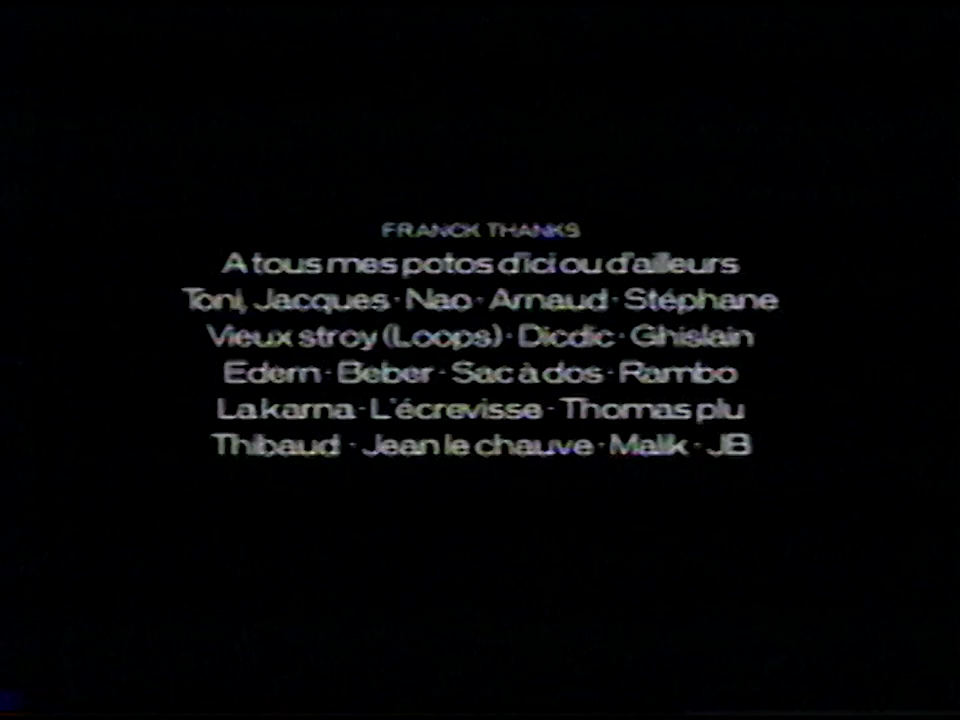 FRANCK THANKS
A tous mes potos d'ici ou d'ailleurs
Toni, Jacques · Nao · Arnaud · Stéphane
Vieux stroy (Loops) · Dicdic · Ghislain
Edern · Beber · Sac à dos · Rambo
La karna · L'écrevisse · Thomas plu
Thibaud · Jean le chauve · Malik · JB